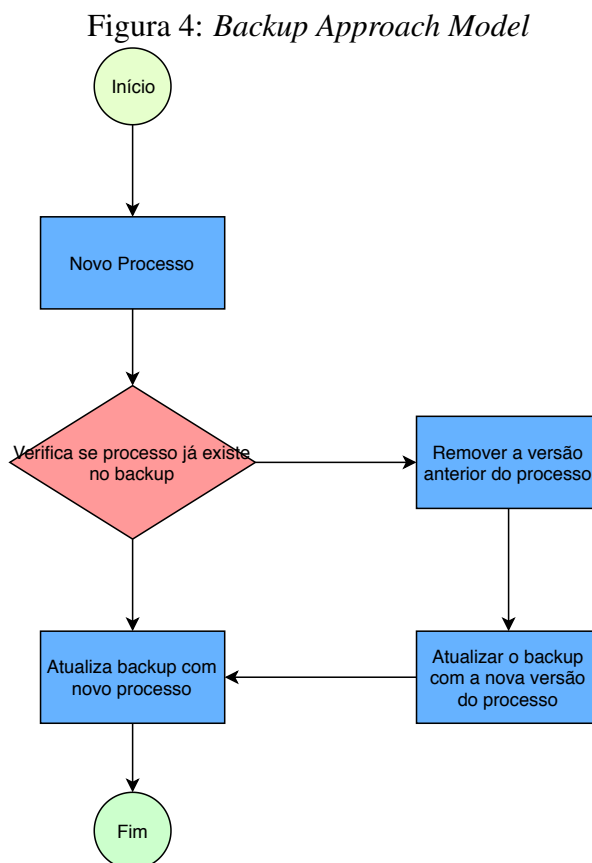 Figura 4: Backup Approach Model
Início
Novo Processo
Verifica se processo já existe
no backup
Remover a versão
anterior do processo
Atualiza backup com
novo processo
Atualizar o backup
com a nova versão
do processo
Fim